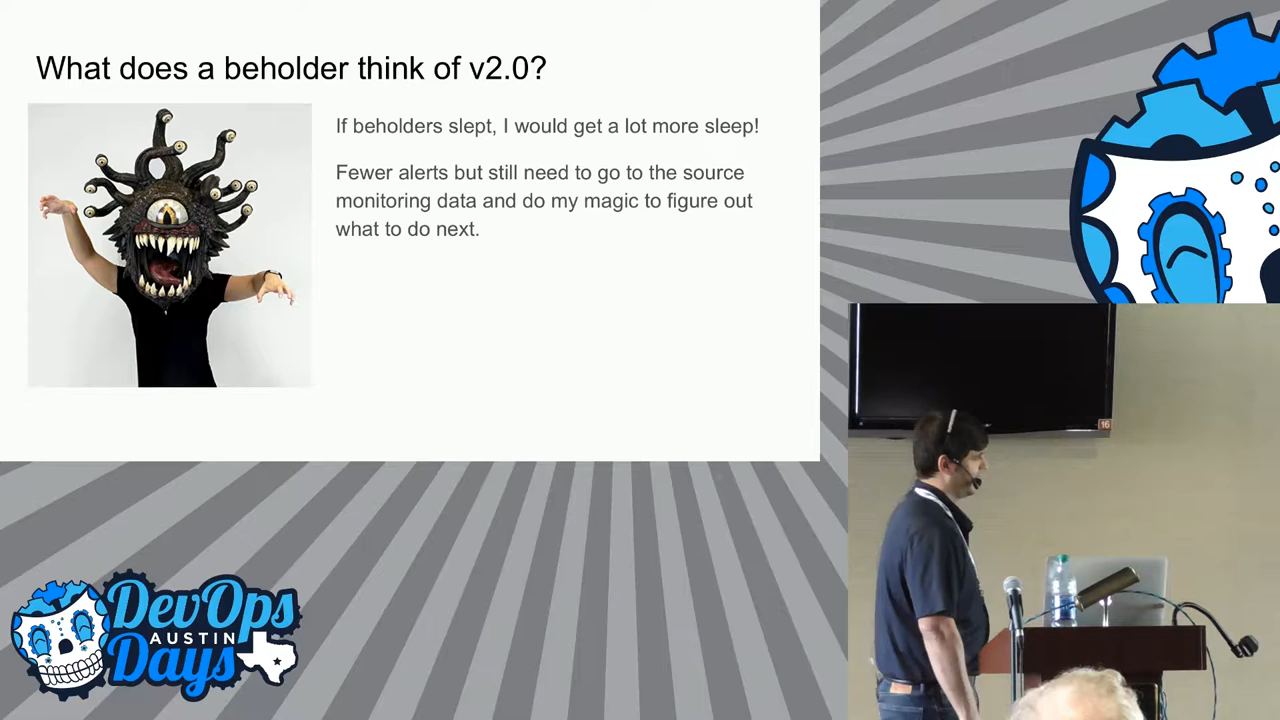 What does a beholder think of v2.0?
If beholders slept, I would get a lot more sleep!
Fewer alerts but still need to go to the source
monitoring data and do my magic to figure out
what to do next.
16
DevOps
AUSTIN
Days